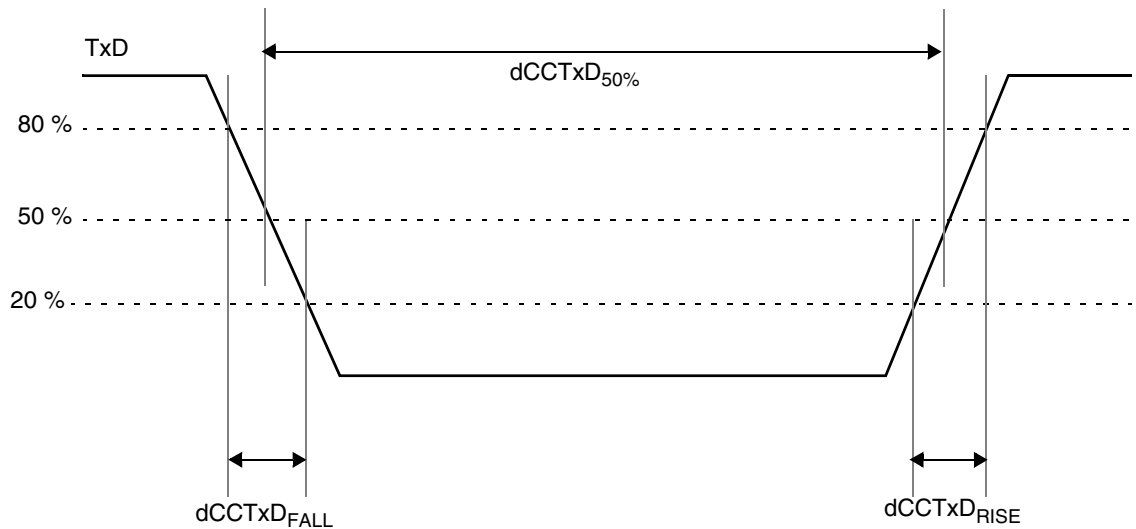 TxD
dCCTxD50%
80 %
50 %
20 %
dCCTxDFALL
dCCTxDRISE